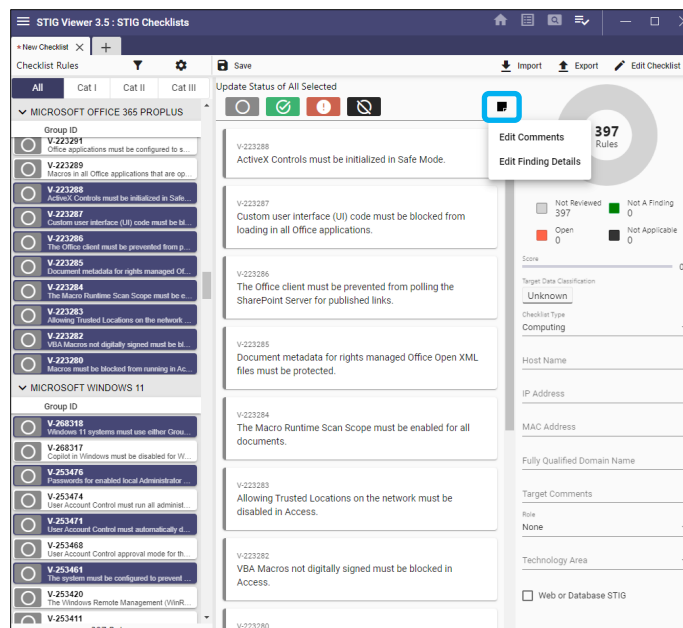 STIG Viewer 3.5 : STIG Checklists
* New Checklist
Checklist Rules
Save
Import
Export
Edit Checklist
All
Cat I
Cat II
Cat III
MICROSOFT OFFICE 365 PROPLUS
Group ID
V-223291
Office applications must be configured to s...
V-223289
Macros in all Office applications that are op...
V-223288
ActiveX Controls must be initialized in Safe...
V-223287
Custom user interface (UI) code must be bl...
V-223286
The Office client must be prevented from p...
V-223285
Document metadata for rights managed Of...
V-223284
The Macro Runtime Scan Scope must be e...
V-223283
Allowing Trusted Locations on the network ...
V-223282
VBA Macros not digitally signed must be bl...
V-223280
Macros must be blocked from running in Ac...
MICROSOFT WINDOWS 11
Group ID
V-268318
Windows 11 systems must use either Grou...
V-268317
Copilot in Windows must be disabled for W...
V-253476
Passwords for enabled local Administrator ...
V-253474
User Account Control must run all administ...
V-253471
User Account Control must automatically d...
V-253468
User Account Control approval mode for th...
V-253461
The system must be configured to prevent ...
V-253420
The Windows Remote Management (WinR...
V-253411
Update Status of All Selected
V-223288
ActiveX Controls must be initialized in Safe Mode.
V-223287
Custom user interface (UI) code must be blocked from
loading in all Office applications.
V-223286
The Office client must be prevented from polling the
SharePoint Server for published links.
V-223285
Document metadata for rights managed Office Open XML
files must be protected.
V-223284
The Macro Runtime Scan Scope must be enabled for all
documents.
V-223283
Allowing Trusted Locations on the network must be
disabled in Access.
V-223282
VBA Macros not digitally signed must be blocked in
Access.
V-223280
Edit Comments
Edit Finding Details
397
Rules
Not Reviewed
397
Not A Finding
0
Open
0
Not Applicable
0
Score
0
Target Data Classification
Unknown
Checklist Type
Computing
Host Name
IP Address
MAC Address
Fully Qualified Domain Name
Target Comments
Role
None
Technology Area
Web or Database STIG